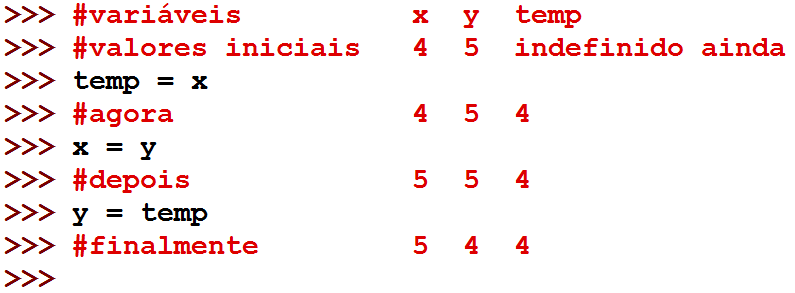 >>> #variáveis          x  y  temp
>>> #valores iniciais   4  5  indefinido ainda
>>> temp = x
>>> #agora              4  5  4
>>> x = y
>>> #depois             5  5  4
>>> y = temp
>>> #finalmente         5  4  4
>>>